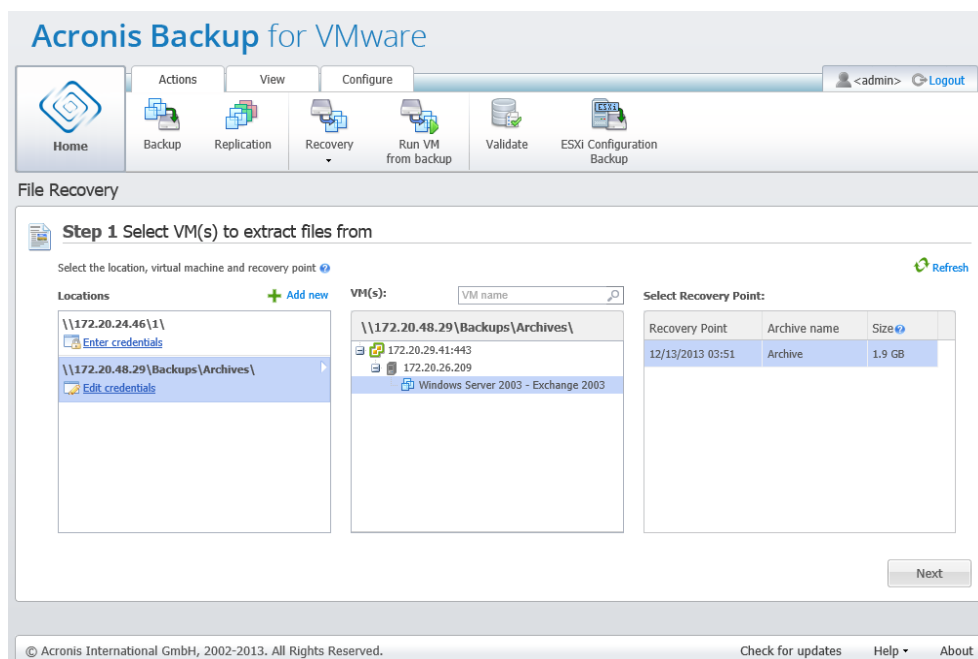 Acronis Backup for VMware
Actions
View
Configure
<admin>
Logout
Home
Backup
Replication
Recovery
Run VM
from backup
Validate
ESXi
ESXi Configuration
Backup
File Recovery
Step 1 Select VM(s) to extract files from
Select the location, virtual machine and recovery point
Refresh
Locations
Add new
\\172.20.24.46\1\
Enter credentials
\\172.20.48.29\Backups\Archives\
Edit credentials
VM(s):
VM name
\\172.20.48.29\Backups\Archives\
172.20.29.41:443
172.20.26.209
Windows Server 2003 - Exchange 2003
Select Recovery Point:
Recovery Point Archive name Size
12/13/2013 03:51 Archive 1.9 GB
Next
© Acronis International GmbH, 2002-2013. All Rights Reserved.
Check for updates
Help
About